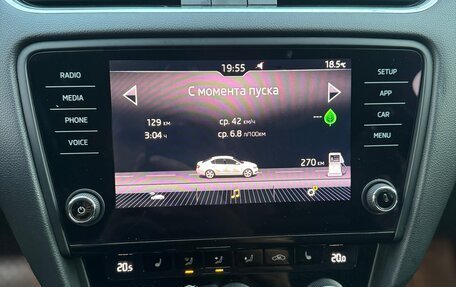 19:55
18.5°C
С момента пуска
129 км
ср. 42 км/ч
---
3:04 ч
ср. 6.8 л/100км
270 км
RADIO
MEDIA
PHONE
VOICE
SETUP
APP
CAR
MENU
20.5
20.0